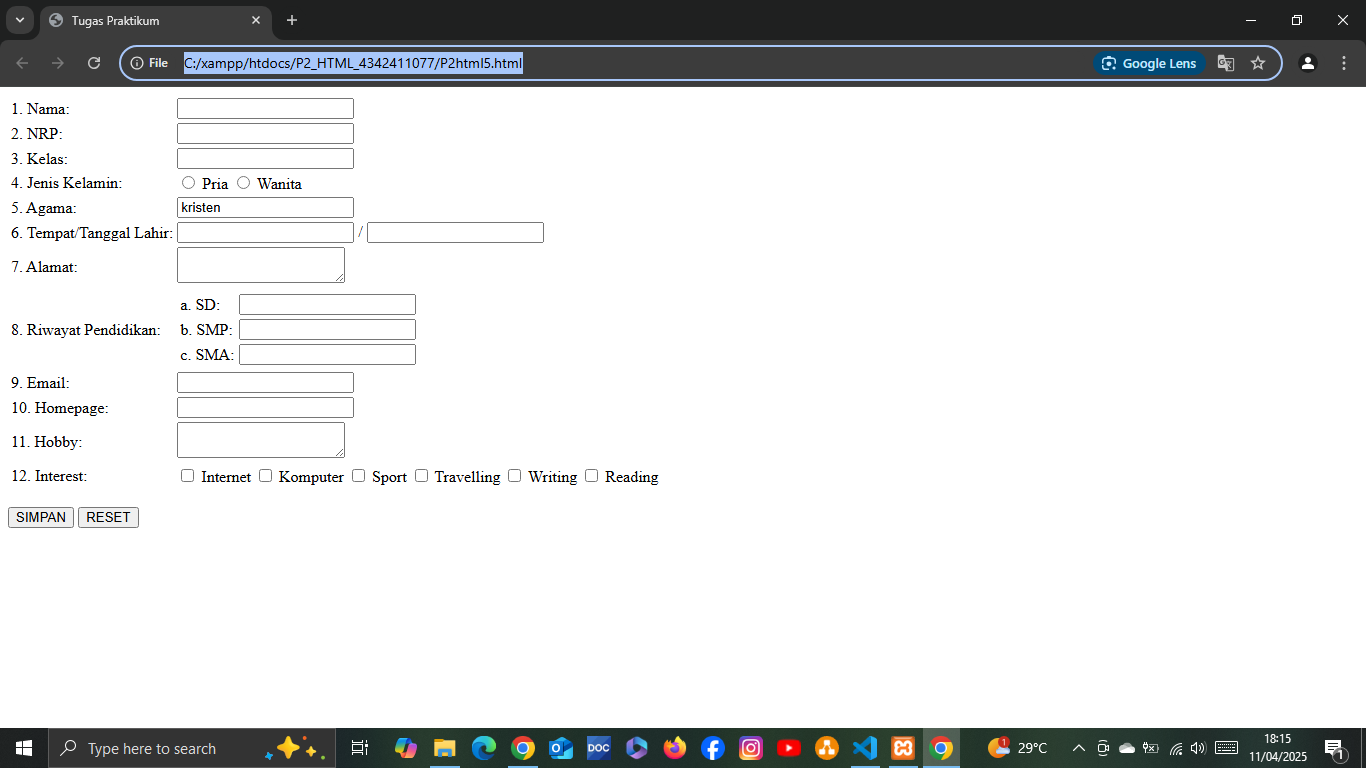 Tugas Praktikum
File C:/xampp/htdocs/P2_HTML_4342411077/P2html5.html Google Lens
1. Nama:
2. NRP:
3. Kelas:
4. Jenis Kelamin: Pria Wanita
5. Agama: kristen
6. Tempat/Tanggal Lahir: /
7. Alamat:
8. Riwayat Pendidikan:
a. SD:
b. SMP:
c. SMA:
9. Email:
10. Homepage:
11. Hobby:
12. Interest: Internet Komputer Sport Travelling Writing Reading
SIMPAN RESET
Type here to search DOC 1 29°C 18:15
11/04/2025 1